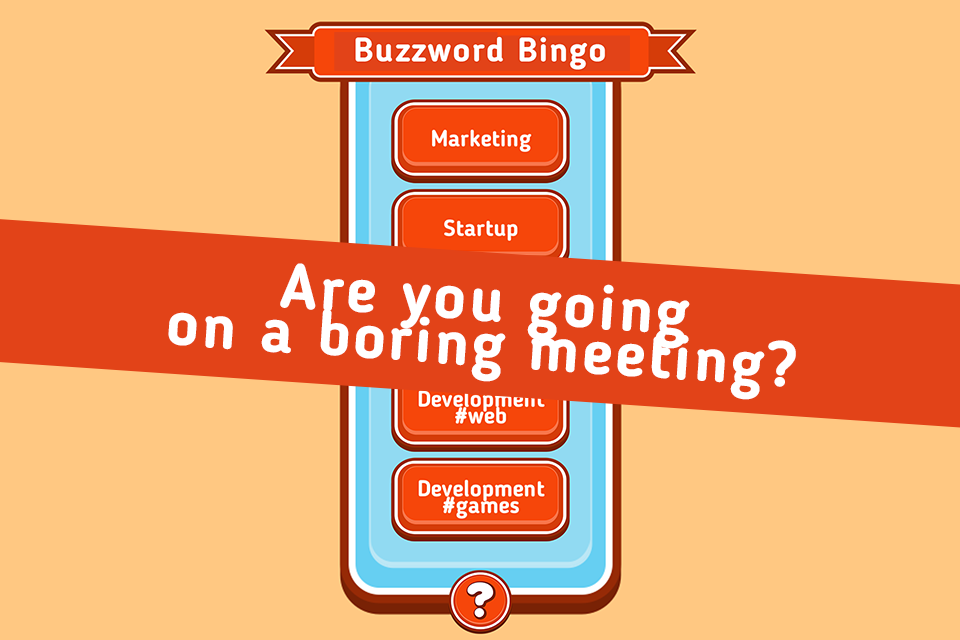 Buzzword Bingo
Marketing
Startup
Are you going
on a boring meeting?
Development
#web
Development
#games
?